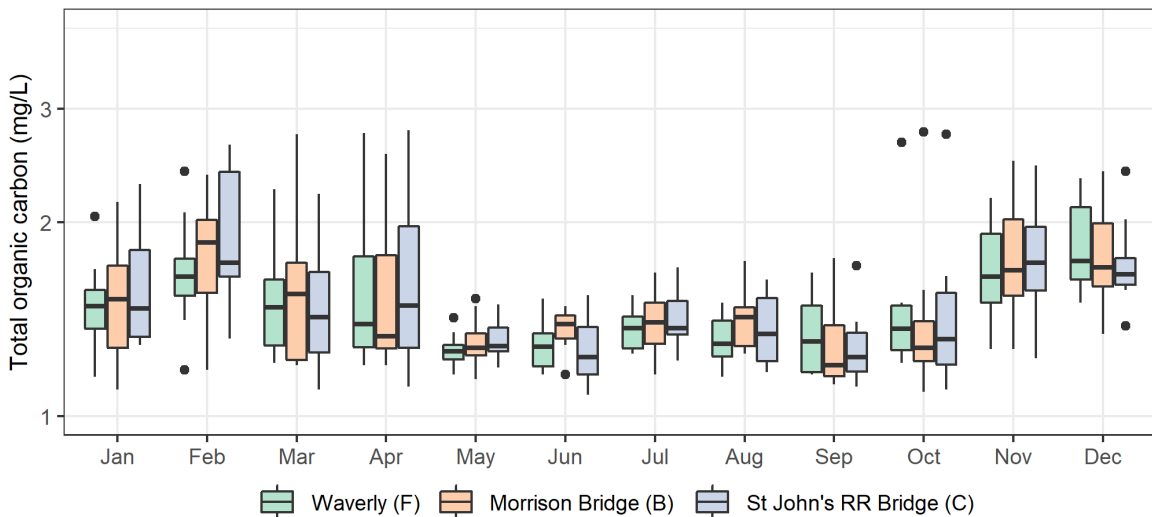 Total organic carbon (mg/L)
3
2
1
Jan Feb Mar Apr May Jun Jul Aug Sep Oct Nov Dec
Waverly (F) Morrison Bridge (B) St John's RR Bridge (C)